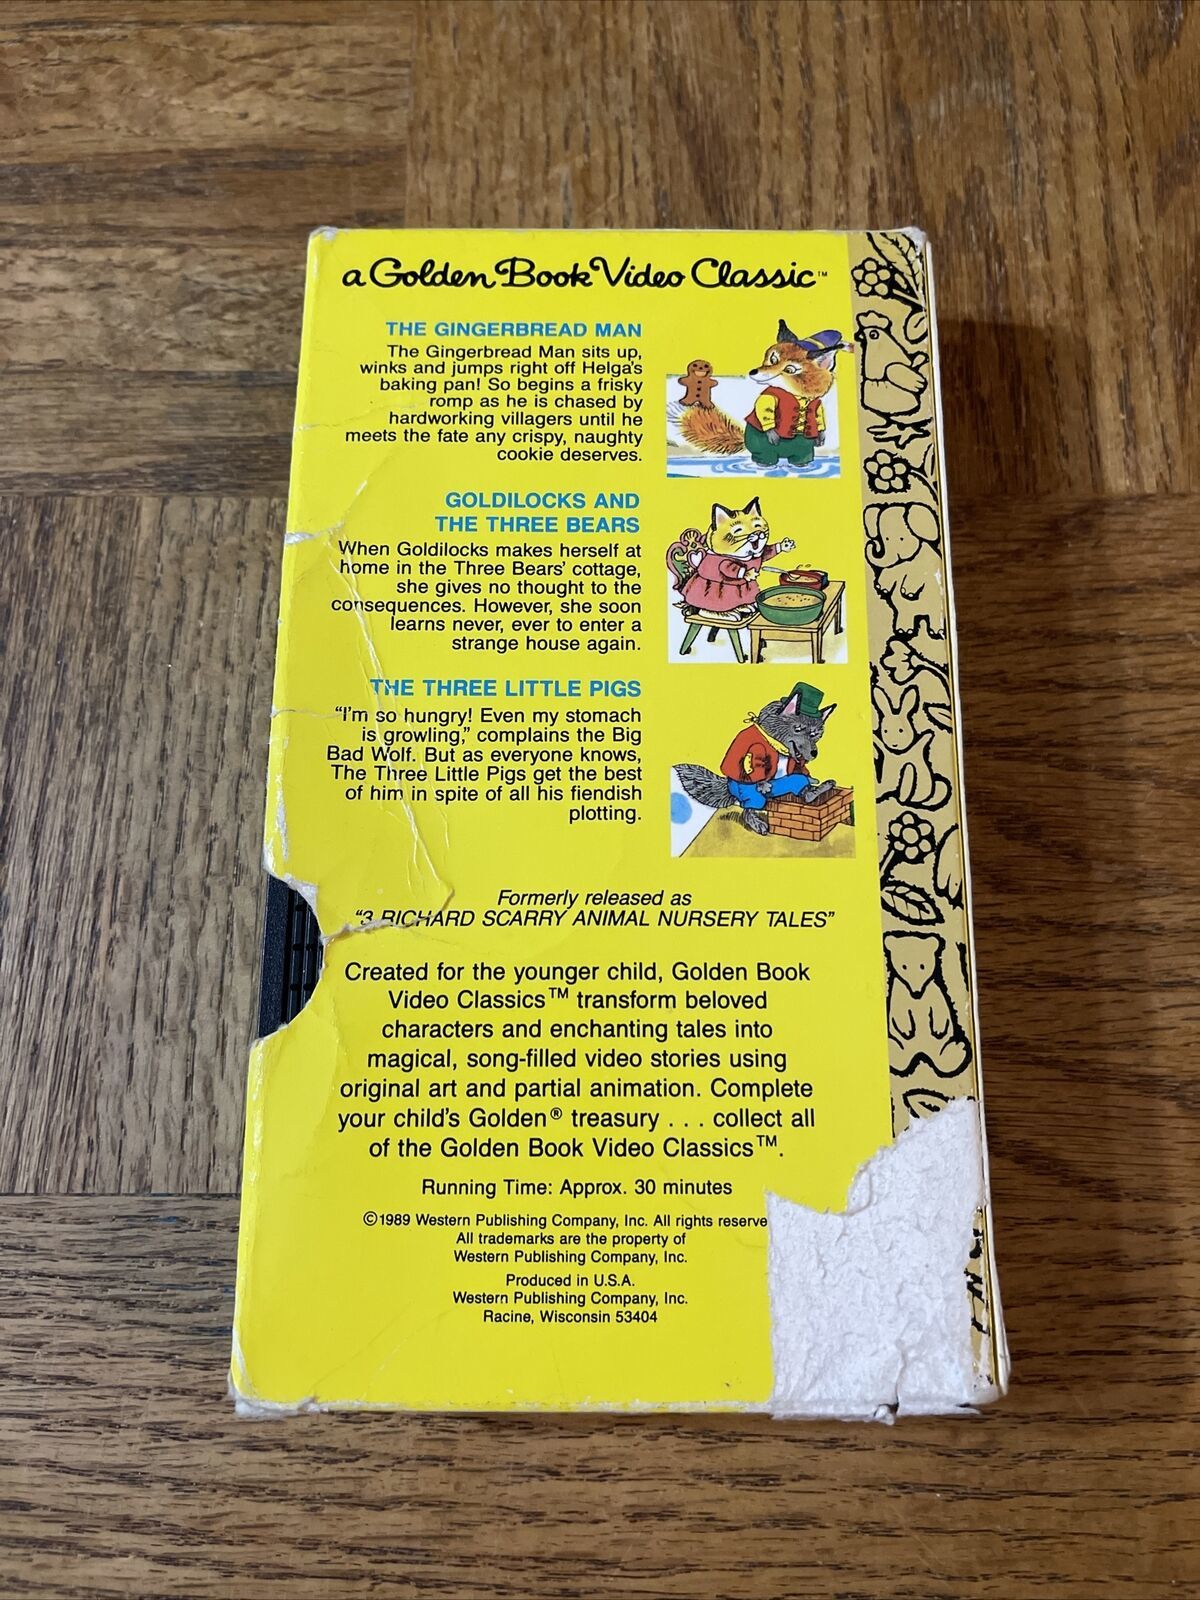 a Golden Book Video Classic™
THE GINGERBREAD MAN
The Gingerbread Man sits up,
winks and jumps right off Helga's
baking pan! So begins a frisky
romp as he is chased by
hardworking villagers until he
meets the fate any crispy, naughty
cookie deserves.
GOLDILOCKS AND
THE THREE BEARS
When Goldilocks makes herself at
home in the Three Bears' cottage,
she gives no thought to the
consequences. However, she soon
learns never, ever to enter a
strange house again.
THE THREE LITTLE PIGS
“I'm so hungry! Even my stomach
is growling,” complains the Big
Bad Wolf. But as everyone knows,
The Three Little Pigs get the best
of him in spite of all his fiendish
plotting.
Formerly released as
“3 RICHARD SCARRY ANIMAL NURSERY TALES”
Created for the younger child, Golden Book
Video Classics™ transform beloved
characters and enchanting tales into
magical, song-filled video stories using
original art and partial animation. Complete
your child's Golden® treasury . . . collect all
of the Golden Book Video Classics™.
Running Time: Approx. 30 minutes
©1989 Western Publishing Company, Inc. All rights reserve
All trademarks are the property of
Western Publishing Company, Inc.
Produced in U.S.A.
Western Publishing Company, Inc.
Racine, Wisconsin 53404